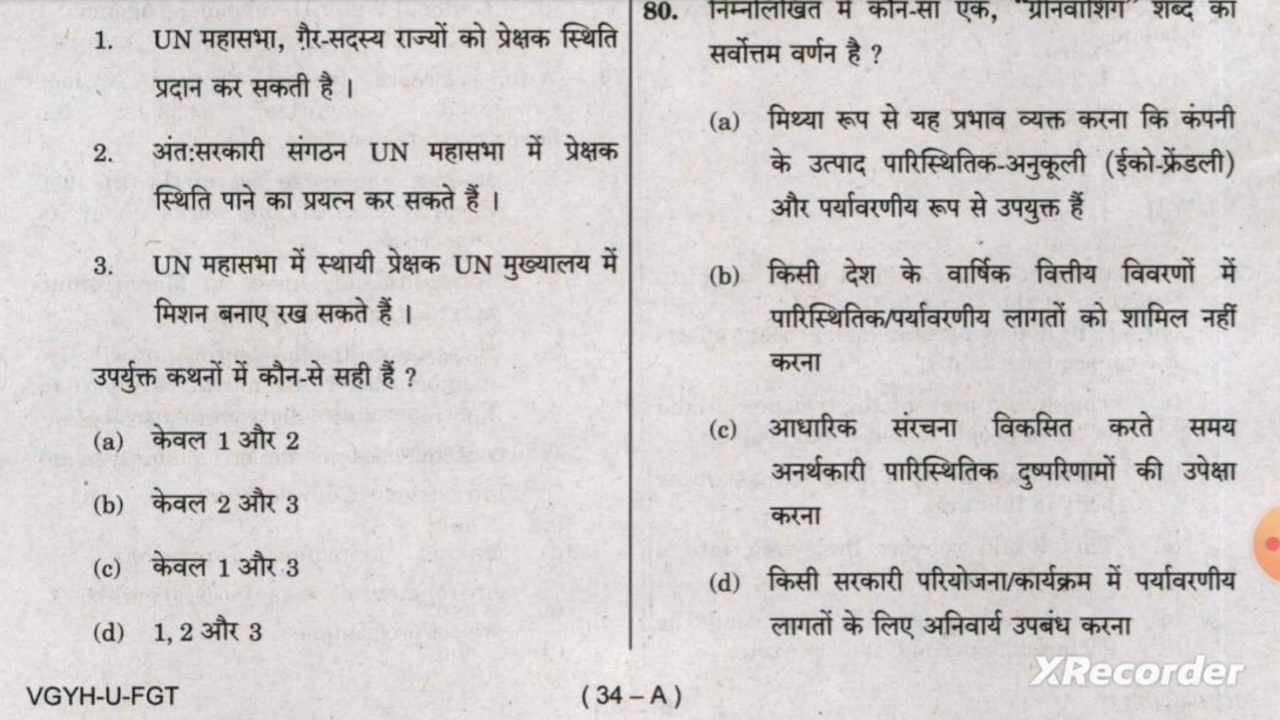 1. UN महासभा, ग़ैर-सदस्य राज्यों को प्रेक्षक स्थिति
प्रदान कर सकती है ।
2. अंत:सरकारी संगठन UN महासभा में प्रेक्षक
स्थिति पाने का प्रयत्न कर सकते हैं ।
3. UN महासभा में स्थायी प्रेक्षक UN मुख्यालय में
मिशन बनाए रख सकते हैं ।
उपर्युक्त कथनों में कौन-से सही हैं ?
(a) केवल 1 और 2
(b) केवल 2 और 3
(c) केवल 1 और 3
(d) 1, 2 और 3
80. निम्नलिखित में कौन-सा एक, “ग्रीनवाशिंग” शब्द का
सर्वोत्तम वर्णन है ?
(a) मिथ्या रूप से यह प्रभाव व्यक्त करना कि कंपनी
के उत्पाद पारिस्थितिक-अनुकूली (ईको-फ्रेंडली)
और पर्यावरणीय रूप से उपयुक्त हैं
(b) किसी देश के वार्षिक वित्तीय विवरणों में
पारिस्थितिक/पर्यावरणीय लागतों को शामिल नहीं
करना
(c) आधारिक संरचना विकसित करते समय
अनर्थकारी पारिस्थितिक दुष्परिणामों की उपेक्षा
करना
(d) किसी सरकारी परियोजना/कार्यक्रम में पर्यावरणीय
लागतों के लिए अनिवार्य उपबंध करना
XRecorder
VGYH-U-FGT
( 34 – A )